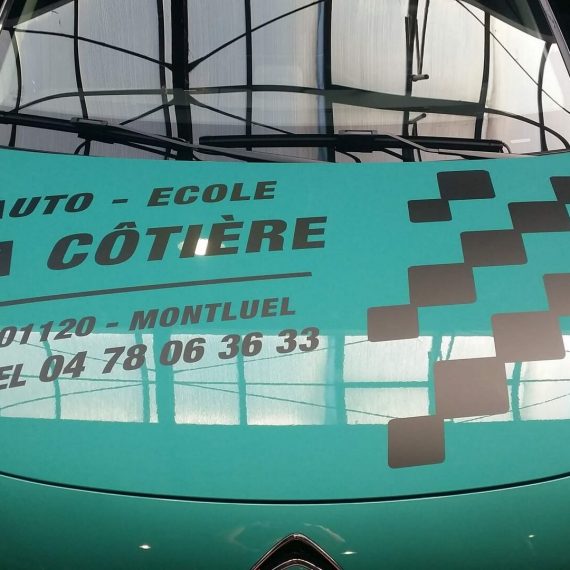 AUTO - ECOLE
CÔTIÈRE
01120 - MONTLUEL
EL 04 78 06 36 33